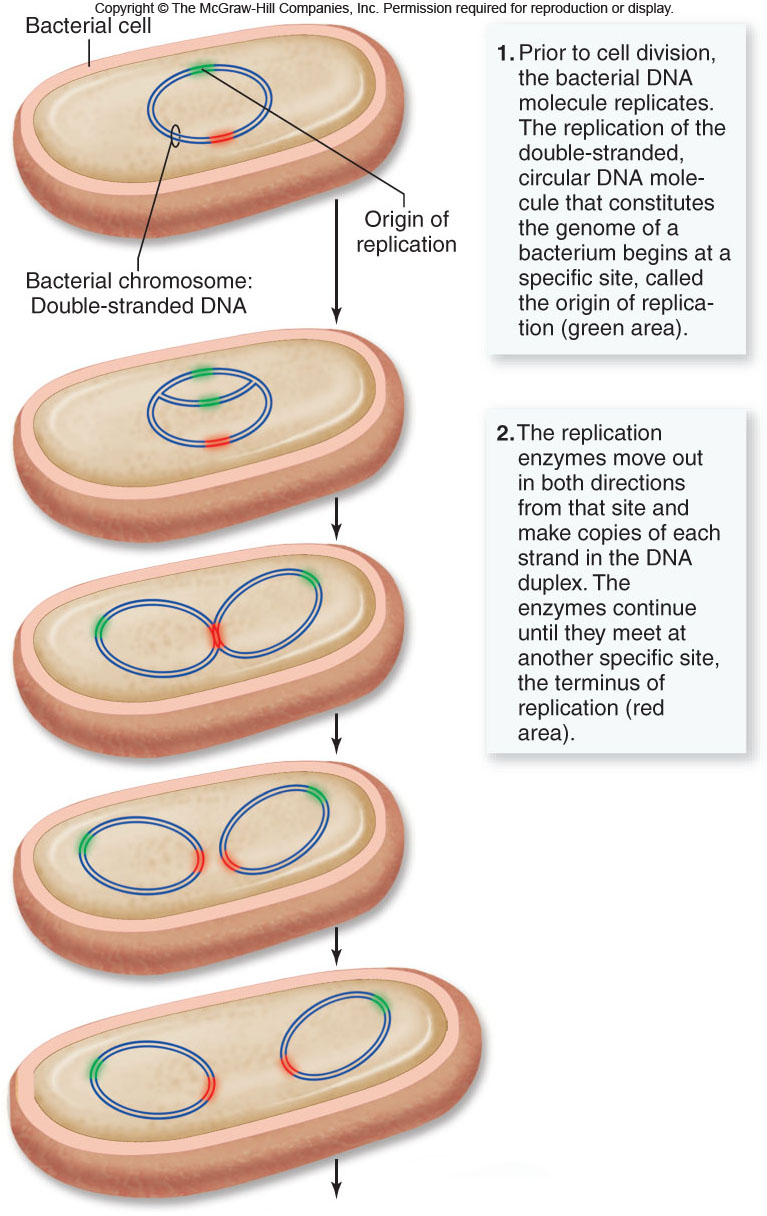 Copyright © The McGraw-Hill Companies, Inc. Permission required for reproduction or display.
Bacterial cell
Origin of
replication
Bacterial chromosome:
Double-stranded DNA
1. Prior to cell division,
the bacterial DNA
molecule replicates.
The replication of the
double-stranded,
circular DNA mole-
cule that constitutes
the genome of a
bacterium begins at a
specific site, called
the origin of replica-
tion (green area).
2. The replication
enzymes move out
in both directions
from that site and
make copies of each
strand in the DNA
duplex. The
enzymes continue
until they meet at
another specific site,
the terminus of
replication (red
area).